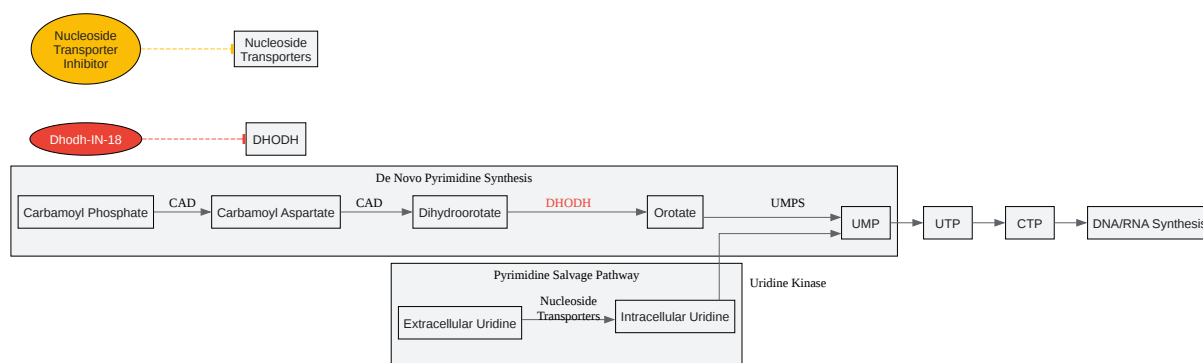 Nucleoside
Transporter
Inhibitor
Nucleoside
Transporters
Dhodh-IN-18
DHODH
De Novo Pyrimidine Synthesis
Carbamoyl Phosphate
CAD
Carbamoyl Aspartate
CAD
Dihydroorotate
DHODH
Orotate
UMPS
UMP
UTP
CTP
DNA/RNA Synthesis
Pyrimidine Salvage Pathway
Uridine Kinase
Extracellular Uridine
Nucleoside
Transporters
Intracellular Uridine